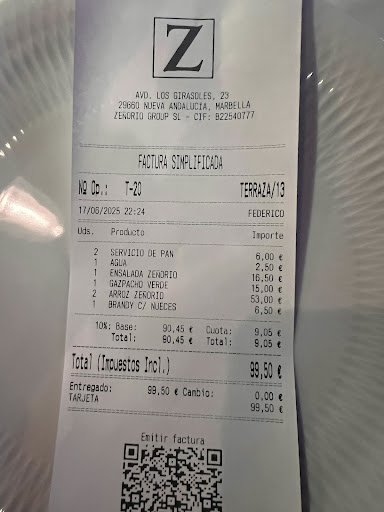 Z
AVD. LOS GIRASOLES, 23
29660 NUEVA ANDALUCIA, MARBELLA
ZEÑORIO GROUP SL - CIF: B22540777
FACTURA SIMPLIFICADA
Nº Op.: T-20 TERRAZA/13
17/06/2025 22:24 FEDERICO
Uds. Producto Importe
2 SERVICIO DE PAN 6,00 €
1 AGUA 2,50 €
1 ENSALADA ZEÑORIO 16,50 €
1 GAZPACHO VERDE 15,00 €
2 ARROZ ZEÑORIO 53,00 €
1 BRANDY C/ NUECES 6,50 €
10%: Base: 90,45 € Cuota: 9,05 €
Total: 90,45 € Total: 9,05 €
Total (Impuestos Incl.) 99,50 €
Entregado: 99,50 € Cambio: 0,00 €
TARJETA 99,50 €
Emitir factura